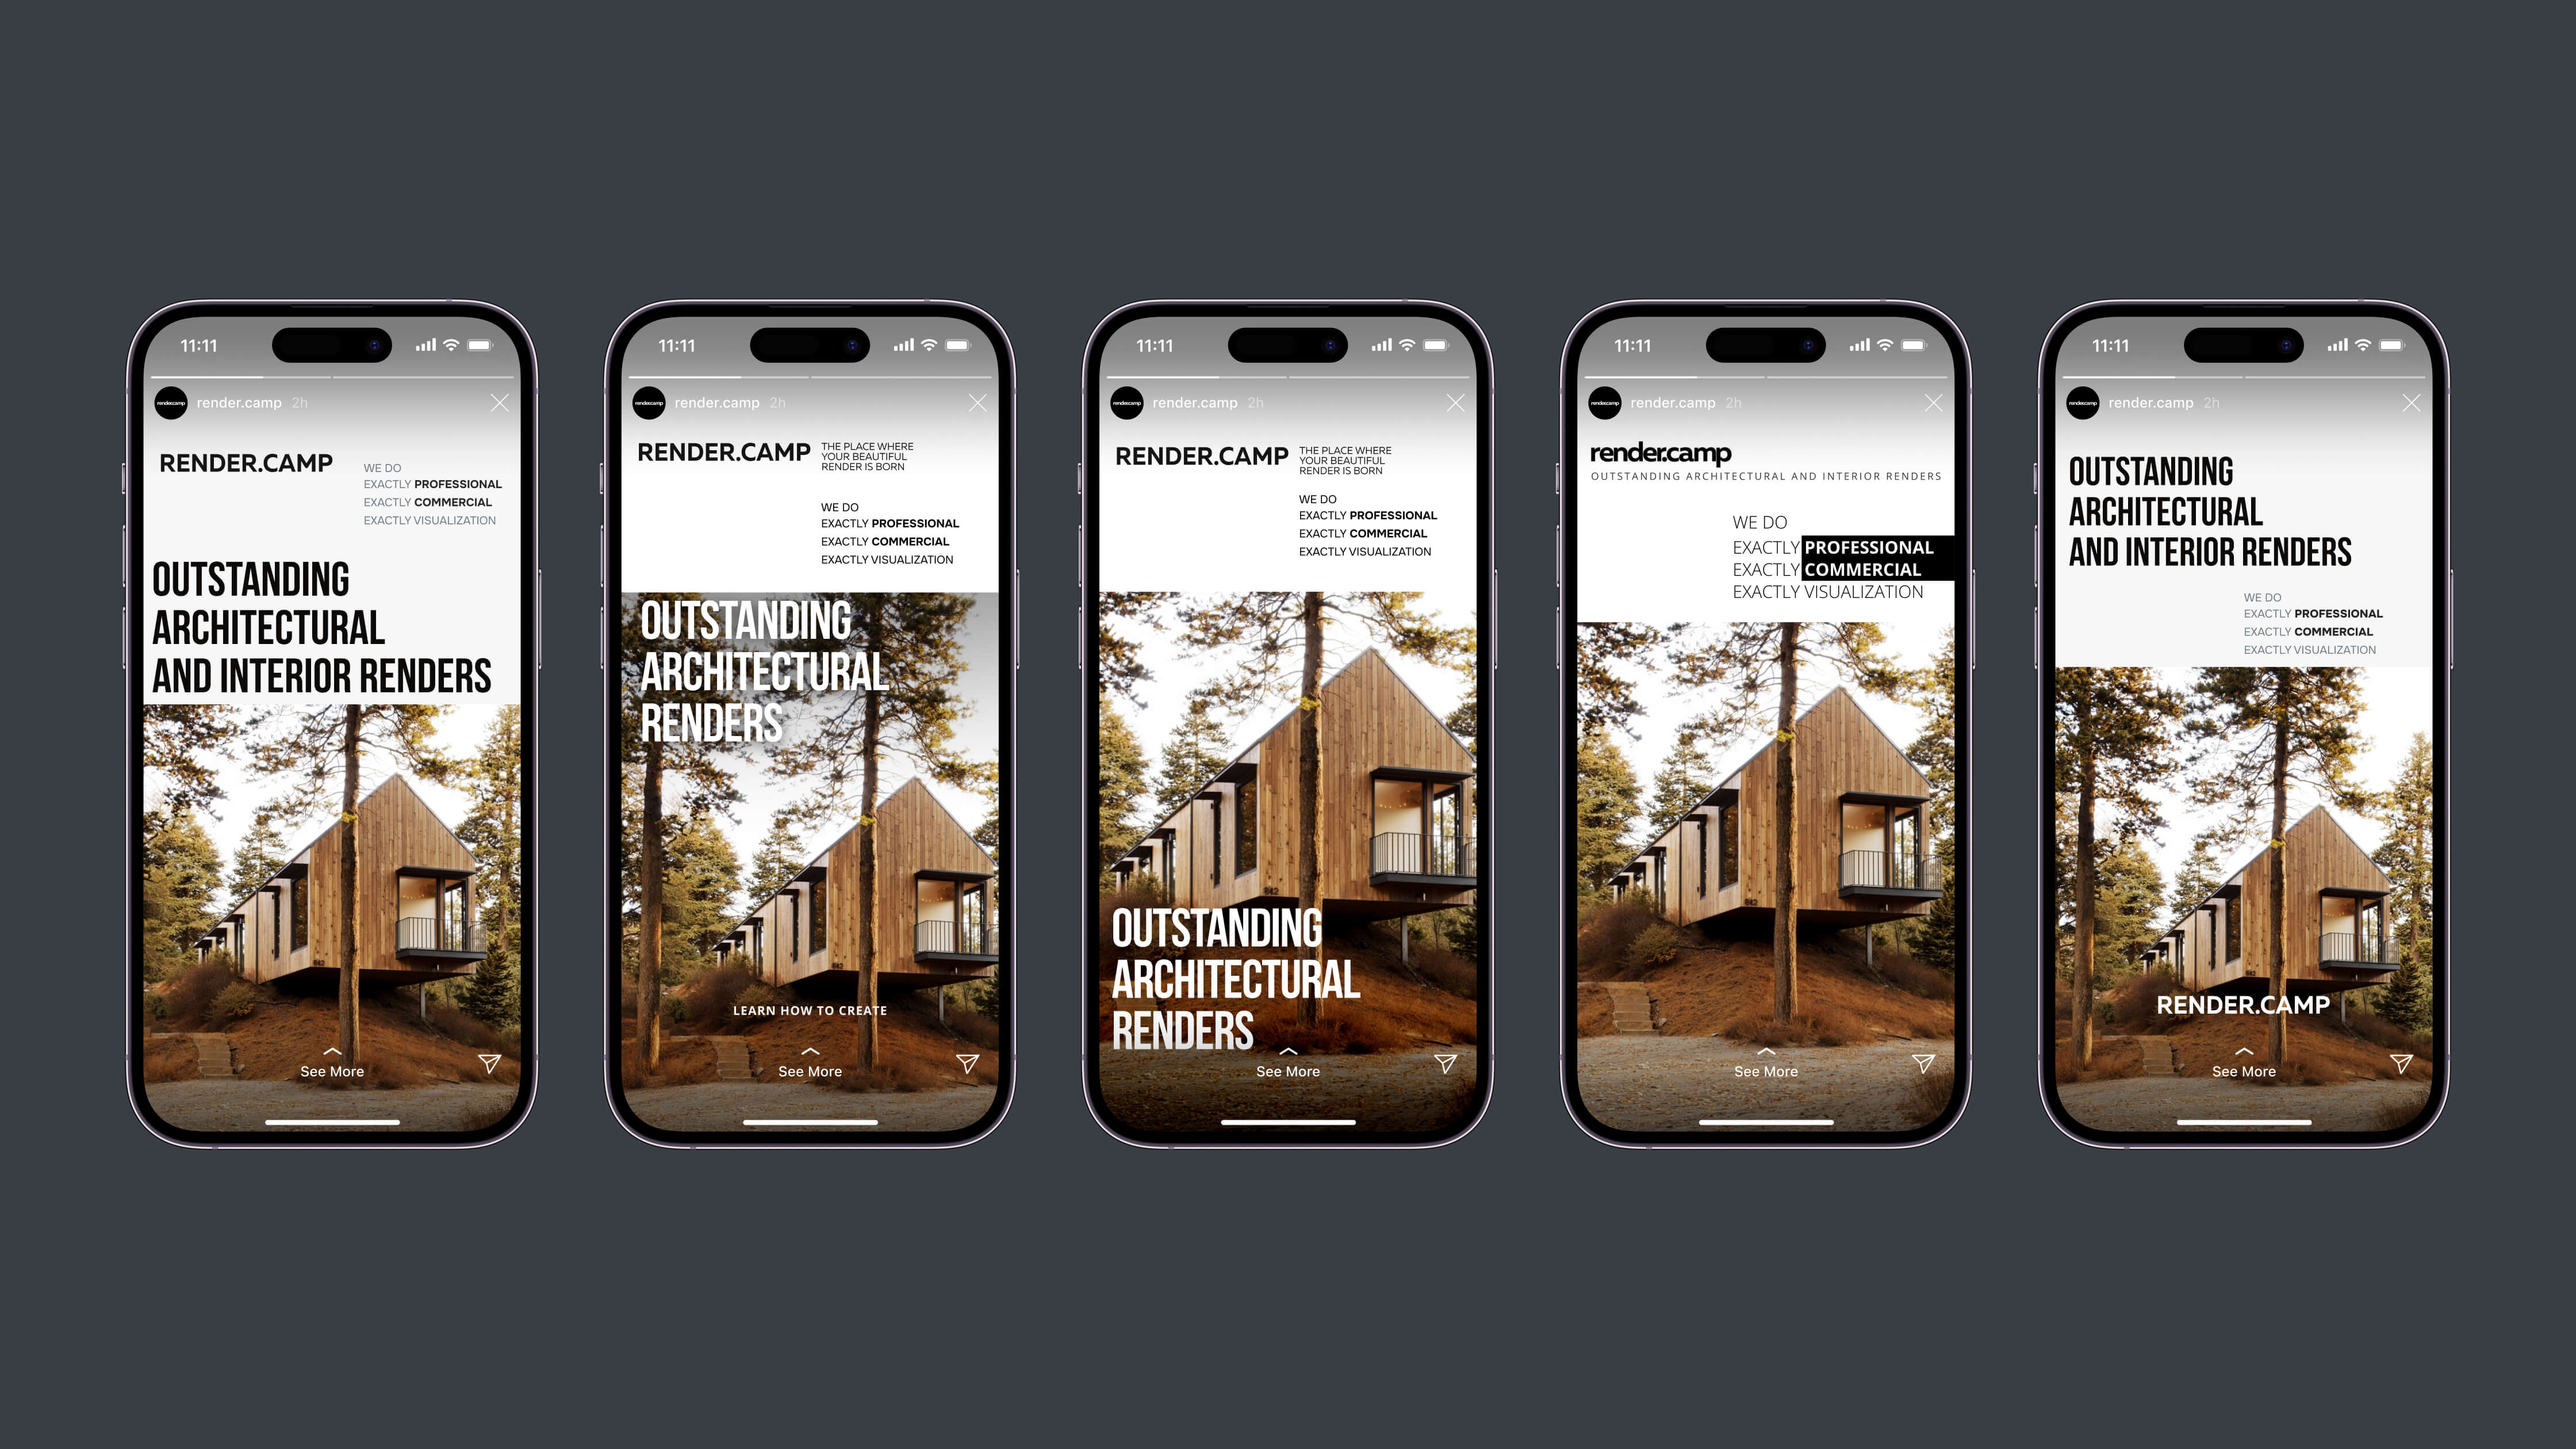 11:11
render.camp 2h
RENDER.CAMP
WE DO
EXACTLY PROFESSIONAL
EXACTLY COMMERCIAL
EXACTLY VISUALIZATION
OUTSTANDING
ARCHITECTURAL
AND INTERIOR RENDERS
See More
11:11
render.camp 2h
RENDER.CAMP
THE PLACE WHERE
YOUR BEAUTIFUL
RENDER IS BORN
WE DO
EXACTLY PROFESSIONAL
EXACTLY COMMERCIAL
EXACTLY VISUALIZATION
OUTSTANDING
ARCHITECTURAL
RENDERS
LEARN HOW TO CREATE
See More
11:11
render.camp 2h
RENDER.CAMP
THE PLACE WHERE
YOUR BEAUTIFUL
RENDER IS BORN
WE DO
EXACTLY PROFESSIONAL
EXACTLY COMMERCIAL
EXACTLY VISUALIZATION
OUTSTANDING
ARCHITECTURAL
RENDERS
See More
11:11
render.camp 2h
render.camp
OUTSTANDING ARCHITECTURAL AND INTERIOR RENDERS
WE DO
EXACTLY PROFESSIONAL
EXACTLY COMMERCIAL
EXACTLY VISUALIZATION
See More
11:11
render.camp 2h
OUTSTANDING
ARCHITECTURAL
AND INTERIOR RENDERS
WE DO
EXACTLY PROFESSIONAL
EXACTLY COMMERCIAL
EXACTLY VISUALIZATION
RENDER.CAMP
See More